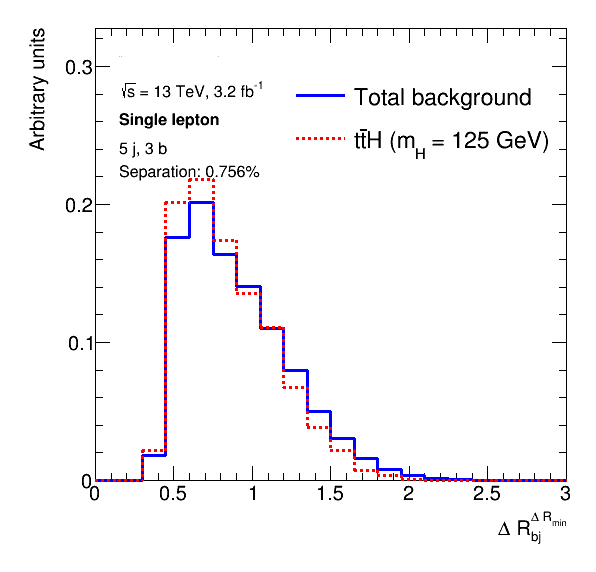 Arbitrary units
0.3
0.2
0.1
0
√s = 13 TeV, 3.2 fb⁻¹
Single lepton
5 j, 3 b
Separation: 0.756%
Total background
tt̄H (m_H = 125 GeV)
0 0.5 1 1.5 2 2.5 3
Δ R_bj^Δ R_min